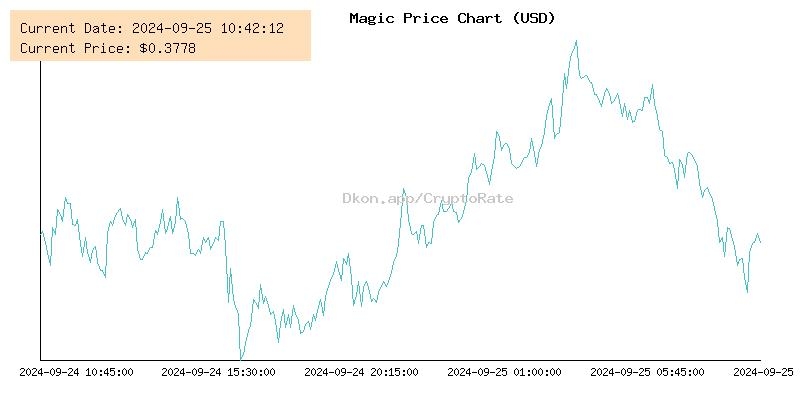 Magic Price Chart (USD)
Current Date: 2024-09-25 10:42:12
Current Price: $0.3778
Dkon.app/CryptoRate
2024-09-24 10:45:00 2024-09-24 15:30:00 2024-09-24 20:15:00 2024-09-25 01:00:00 2024-09-25 05:45:00 2024-09-25